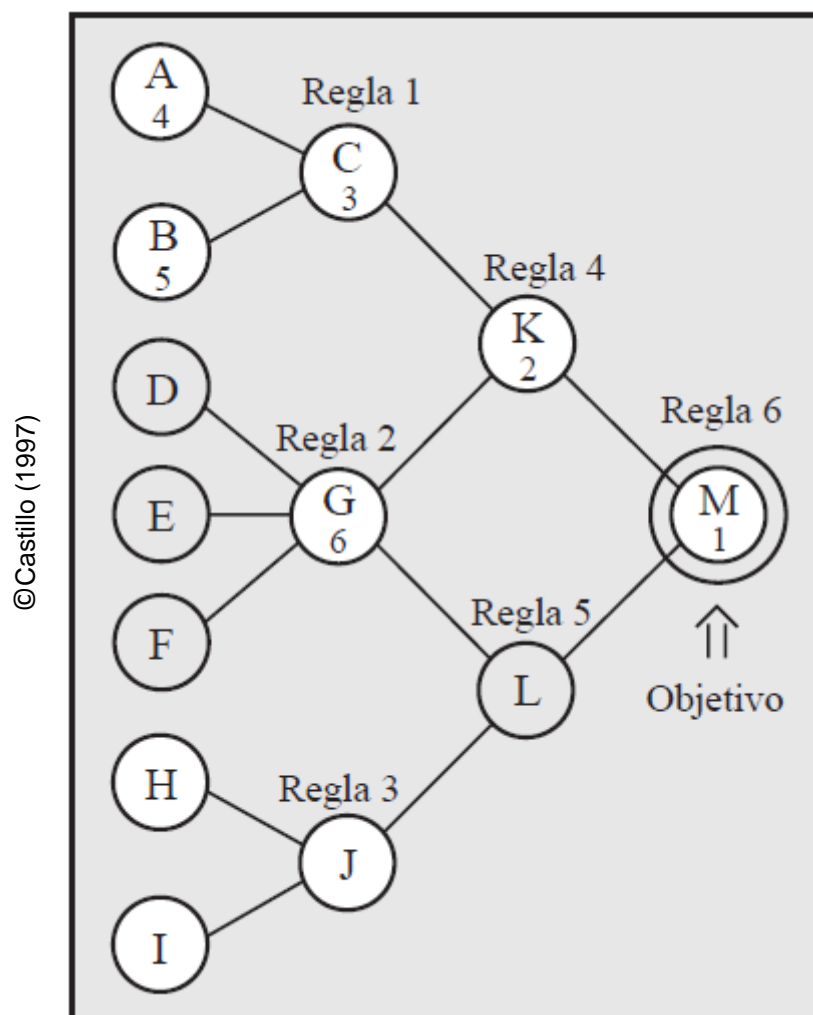 ©Castillo (1997)
A
4
Regla 1
C
3
B
5
Regla 4
K
2
D
Regla 2
Regla 6
E
G
6
M
1
F
Regla 5
L
Objetivo
H
Regla 3
J
I